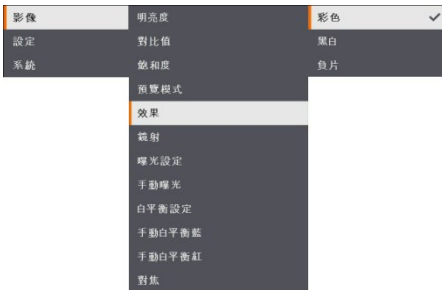 影像
設定
系統
明亮度
對比值
飽和度
預覽模式
效果
鏡射
曝光設定
手動曝光
白平衡設定
手動白平衡藍
手動白平衡紅
對焦
彩色
黑白
負片